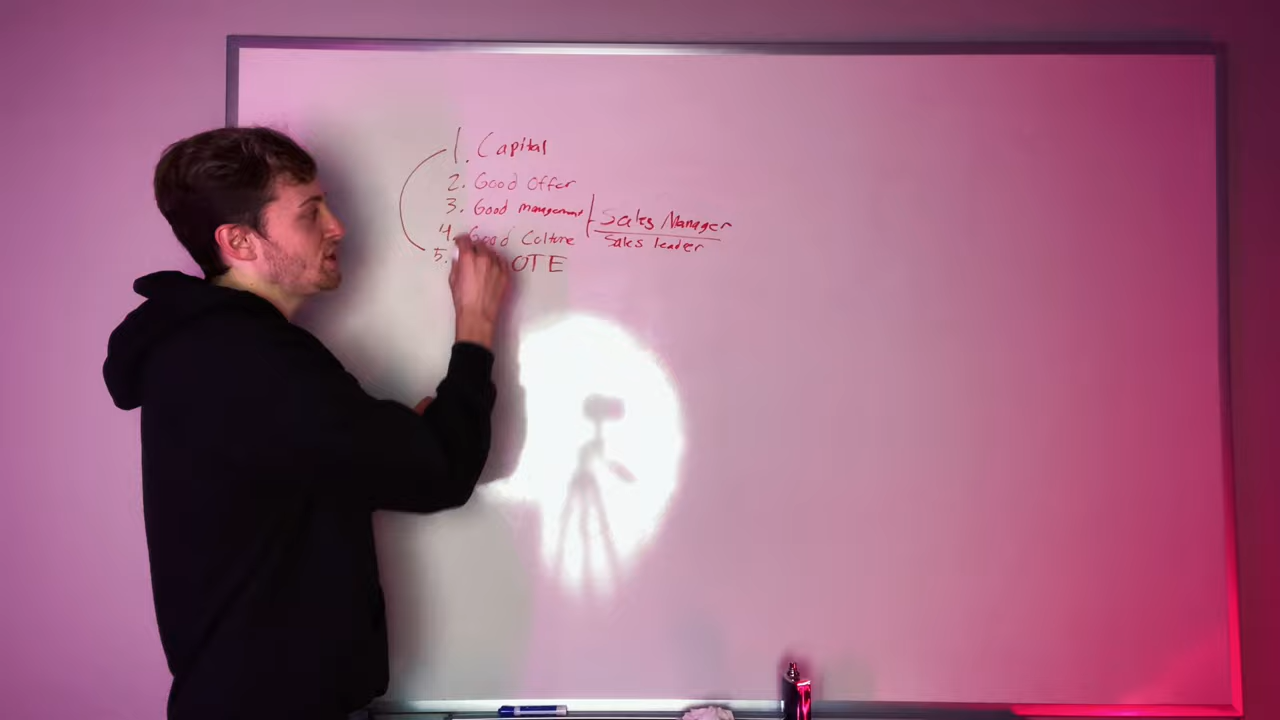 1. Capital
2. Good Offer
3. Good management
4. Good Culture
5. OTE
Sales Manager
Sales leader